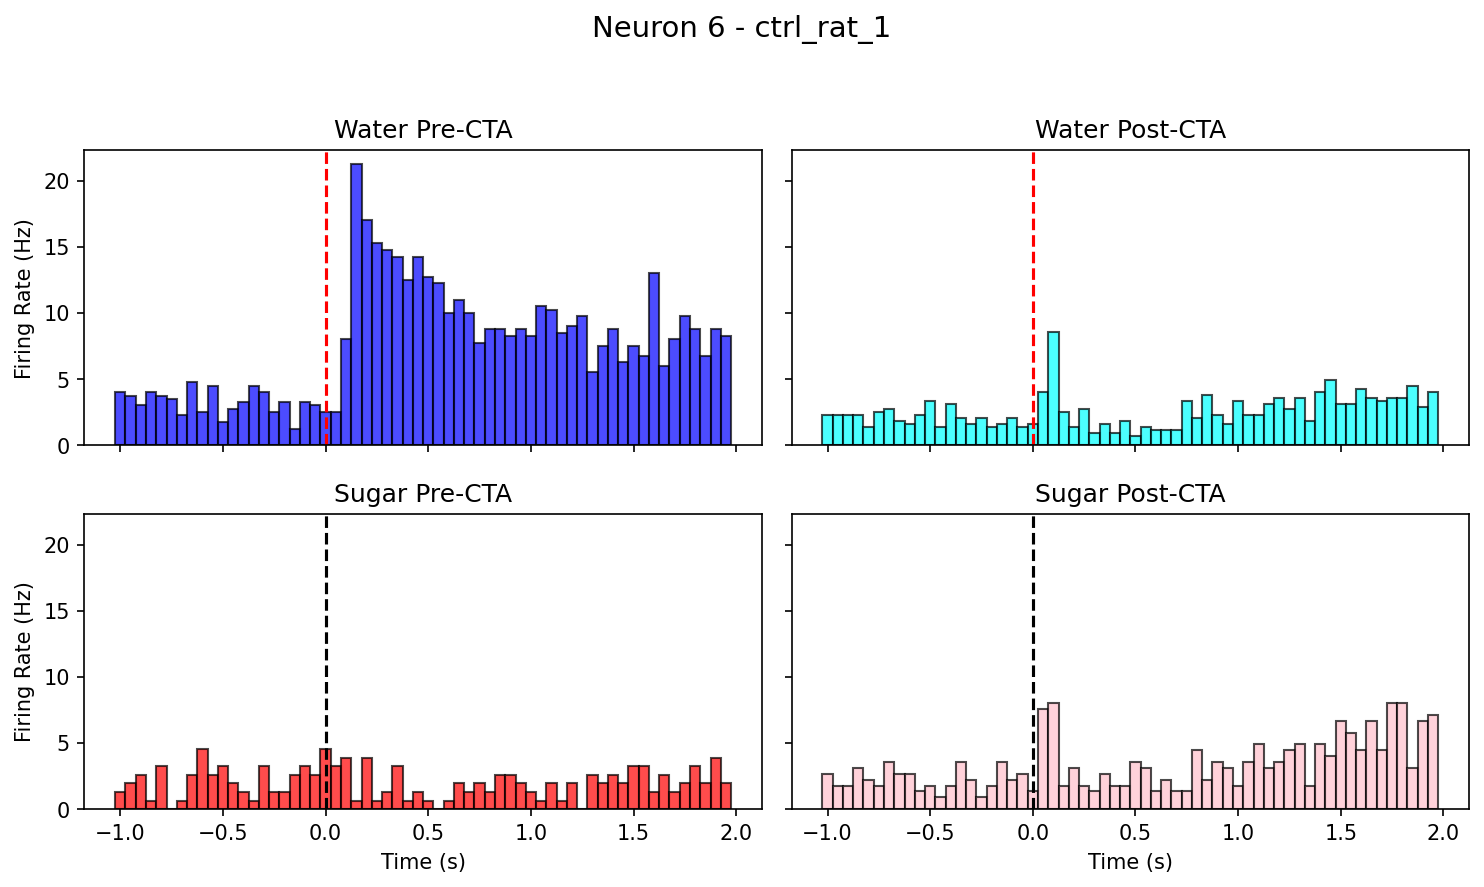 Neuron 6 - ctrl_rat_1
Water Pre-CTA
Water Post-CTA
Firing Rate (Hz)
20
15
10
5
0
Sugar Pre-CTA
Sugar Post-CTA
Firing Rate (Hz)
20
15
10
5
0
−1.0 −0.5 0.0 0.5 1.0 1.5 2.0
−1.0 −0.5 0.0 0.5 1.0 1.5 2.0
Time (s)
Time (s)